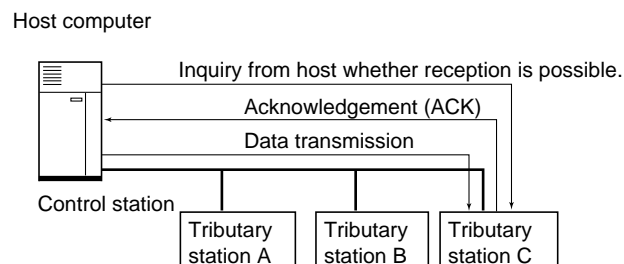 Host computer
Inquiry from host whether reception is possible.
Acknowledgement (ACK)
Data transmission
Control station
Tributary
station A
Tributary
station B
Tributary
station C